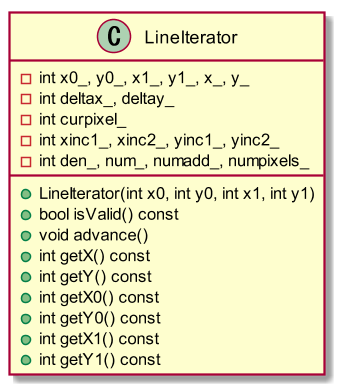 C LineIterator
int x0_, y0_, x1_, y1_, x_, y_
int deltax_, deltay_
int curpixel_
int xinc1_, xinc2_, yinc1_, yinc2_
int den_, num_, numadd_, numpixels_
LineIterator(int x0, int y0, int x1, int y1)
bool isValid() const
void advance()
int getX() const
int getY() const
int getX0() const
int getY0() const
int getX1() const
int getY1() const